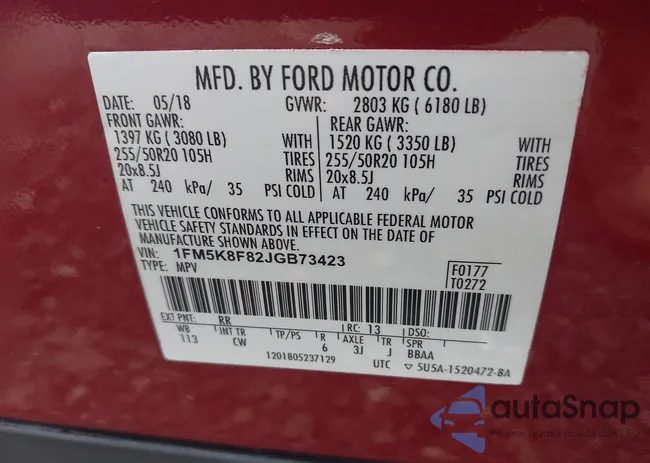 MFD. BY FORD MOTOR CO.
DATE: 05/18 GVWR: 2803 KG ( 6180 LB)
FRONT GAWR: REAR GAWR:
1397 KG ( 3080 LB) WITH 1520 KG ( 3350 LB) WITH
255/50R20 105H TIRES 255/50R20 105H TIRES
20x8.5J RIMS 20x8.5J RIMS
AT 240 kPa/ 35 PSI COLD AT 240 kPa/ 35 PSI COLD
THIS VEHICLE CONFORMS TO ALL APPLICABLE FEDERAL MOTOR
VEHICLE SAFETY STANDARDS IN EFFECT ON THE DATE OF
MANUFACTURE SHOWN ABOVE.
VIN: 1FM5K8F82JGB73423
TYPE: MPV
F0177
T0272
EXT PNT: RR RC: 13 DSO:
WB INT TR TP/PS R AXLE TR SPR
113 CW 6 3J J BBAA
1201805237129 UTC ▽ 5U5A-1520472-BA
autoSnap